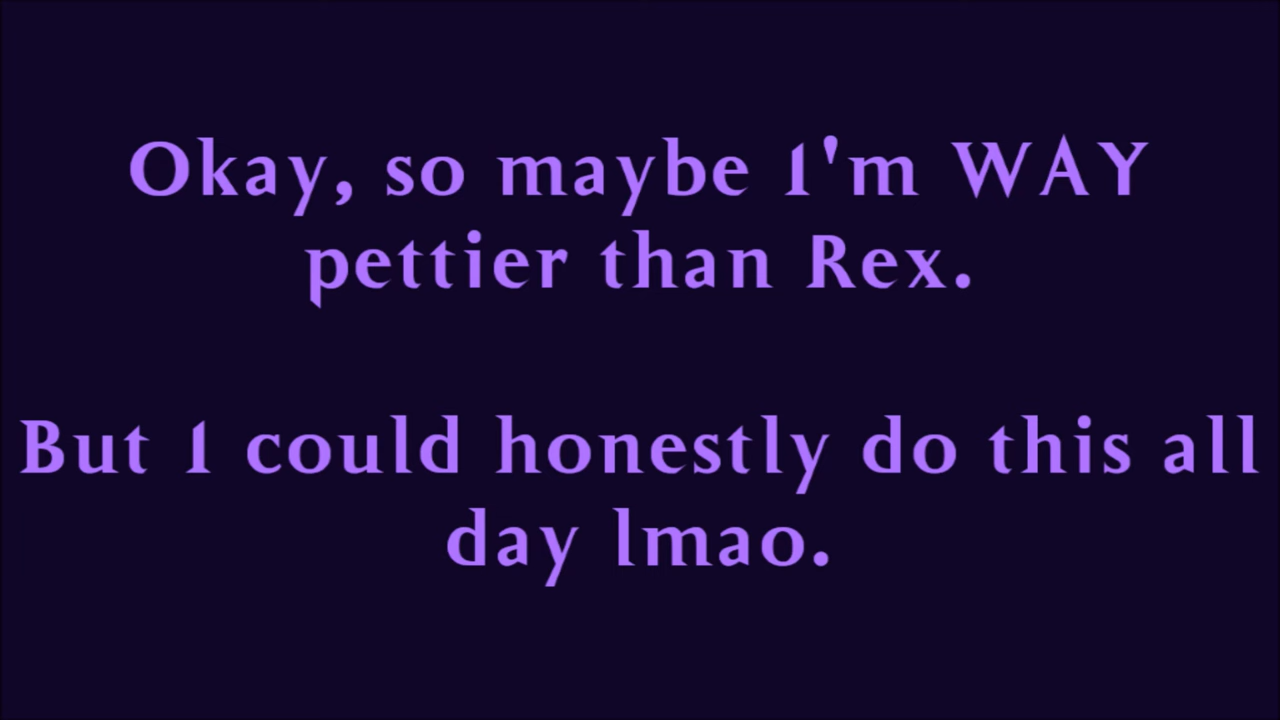 Okay, so maybe I'm WAY
pettier than Rex.
But I could honestly do this all
day lmao.